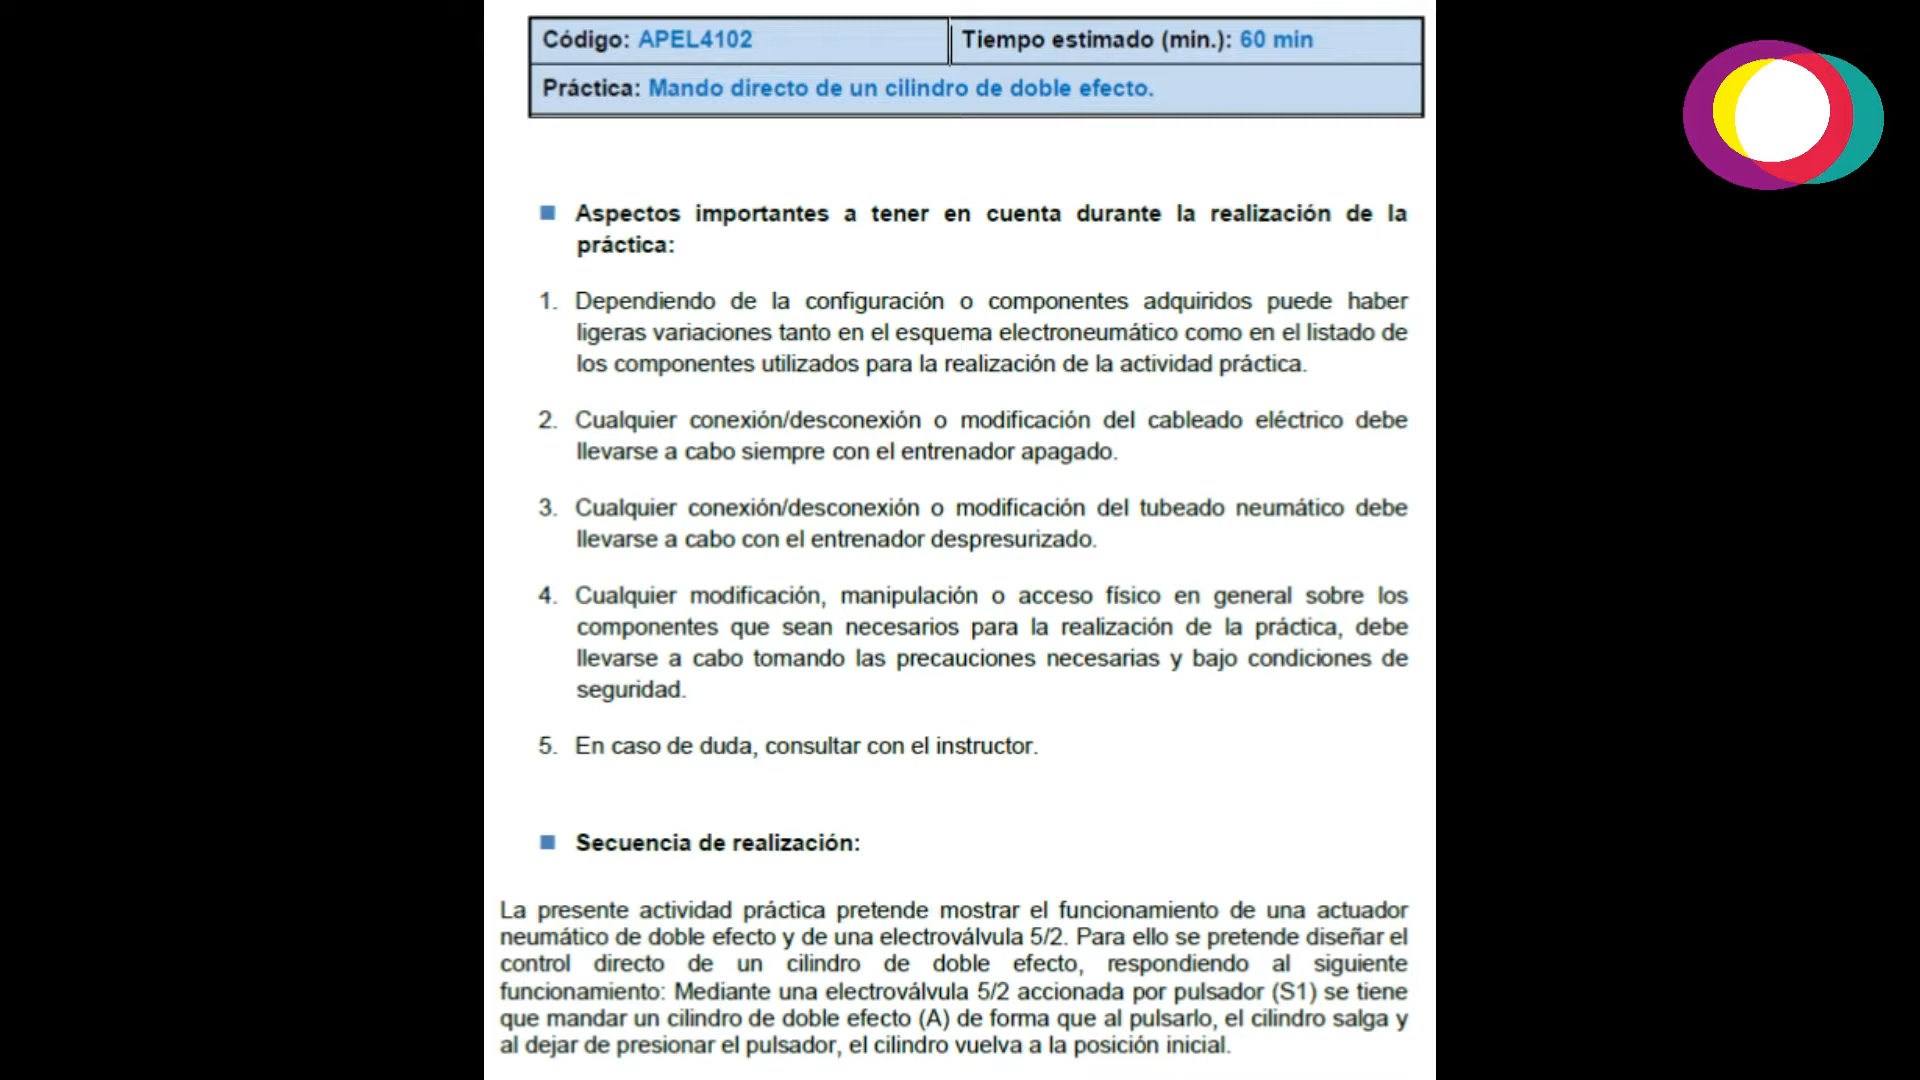 Código: APEL4102
Tiempo estimado (min.): 60 min
Práctica: Mando directo de un cilindro de doble efecto.
Aspectos importantes a tener en cuenta durante la realización de la
práctica:
1. Dependiendo de la configuración o componentes adquiridos puede haber
ligeras variaciones tanto en el esquema electroneumático como en el listado de
los componentes utilizados para la realización de la actividad práctica.
2. Cualquier conexión/desconexión o modificación del cableado eléctrico debe
llevarse a cabo siempre con el entrenador apagado.
3. Cualquier conexión/desconexión o modificación del tubeado neumático debe
llevarse a cabo con el entrenador despresurizado.
4. Cualquier modificación, manipulación o acceso físico en general sobre los
componentes que sean necesarios para la realización de la práctica, debe
llevarse a cabo tomando las precauciones necesarias y bajo condiciones de
seguridad.
5. En caso de duda, consultar con el instructor.
Secuencia de realización:
La presente actividad práctica pretende mostrar el funcionamiento de una actuador
neumático de doble efecto y de una electroválvula 5/2. Para ello se pretende diseñar el
control directo de un cilindro de doble efecto, respondiendo al siguiente
funcionamiento: Mediante una electroválvula 5/2 accionada por pulsador (S1) se tiene
que mandar un cilindro de doble efecto (A) de forma que al pulsarlo, el cilindro salga y
al dejar de presionar el pulsador, el cilindro vuelva a la posición inicial.